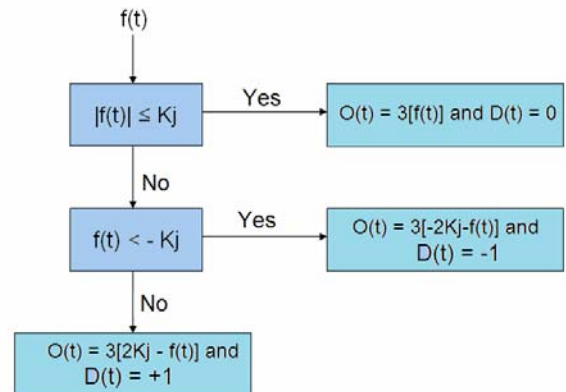 f(t)
|f(t)| ≤ Kj
Yes
O(t) = 3[f(t)] and D(t) = 0
No
f(t) < - Kj
Yes
O(t) = 3[-2Kj-f(t)] and
D(t) = -1
No
O(t) = 3[2Kj - f(t)] and
D(t) = +1